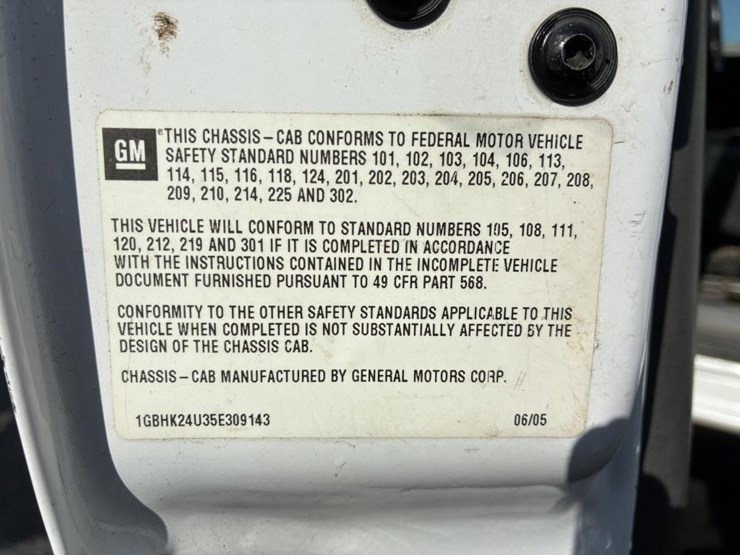 GM
®THIS CHASSIS–CAB CONFORMS TO FEDERAL MOTOR VEHICLE
SAFETY STANDARD NUMBERS 101, 102, 103, 104, 106, 113,
114, 115, 116, 118, 124, 201, 202, 203, 204, 205, 206, 207, 208,
209, 210, 214, 225 AND 302.
THIS VEHICLE WILL CONFORM TO STANDARD NUMBERS 105, 108, 111,
120, 212, 219 AND 301 IF IT IS COMPLETED IN ACCORDANCE
WITH THE INSTRUCTIONS CONTAINED IN THE INCOMPLETE VEHICLE
DOCUMENT FURNISHED PURSUANT TO 49 CFR PART 568.
CONFORMITY TO THE OTHER SAFETY STANDARDS APPLICABLE TO THIS
VEHICLE WHEN COMPLETED IS NOT SUBSTANTIALLY AFFECTED BY THE
DESIGN OF THE CHASSIS CAB.
CHASSIS–CAB MANUFACTURED BY GENERAL MOTORS CORP.
1GBHK24U35E309143 06/05